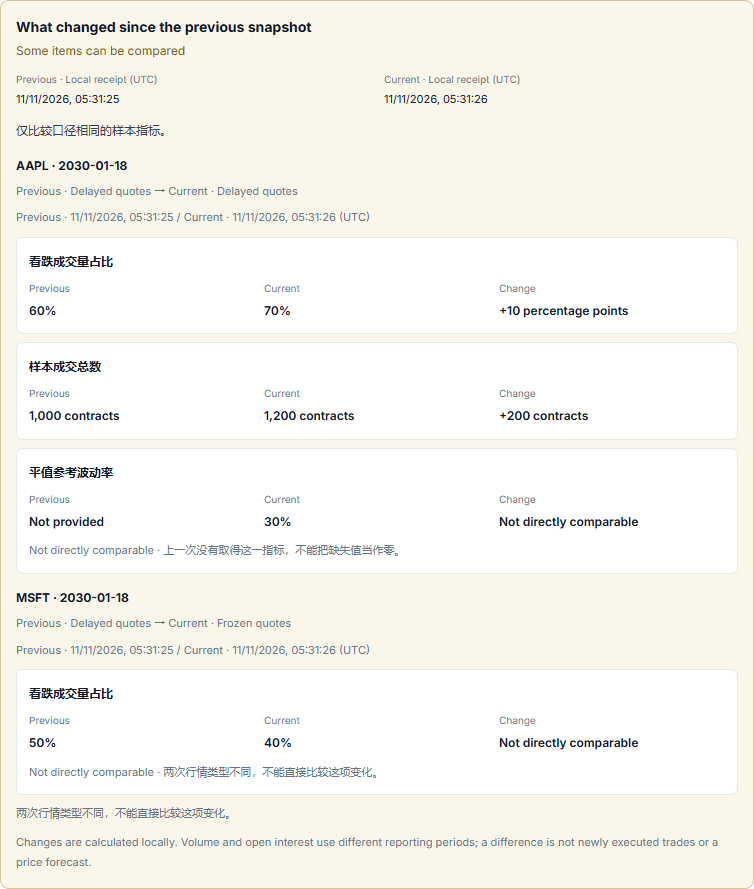 What changed since the previous snapshot
Some items can be compared
Previous · Local receipt (UTC)
Current · Local receipt (UTC)
11/11/2026, 05:31:25
11/11/2026, 05:31:26
仅比较口径相同的样本指标。
AAPL · 2030-01-18
Previous · Delayed quotes → Current · Delayed quotes
Previous · 11/11/2026, 05:31:25 / Current · 11/11/2026, 05:31:26 (UTC)
看跌成交量占比
Previous
Current
Change
60%
70%
+10 percentage points
样本成交总数
Previous
Current
Change
1,000 contracts
1,200 contracts
+200 contracts
平值参考波动率
Previous
Current
Change
Not provided
30%
Not directly comparable
Not directly comparable · 上一次没有取得这一指标，不能把缺失值当作零。
MSFT · 2030-01-18
Previous · Delayed quotes → Current · Frozen quotes
Previous · 11/11/2026, 05:31:25 / Current · 11/11/2026, 05:31:26 (UTC)
看跌成交量占比
Previous
Current
Change
50%
40%
Not directly comparable
Not directly comparable · 两次行情类型不同，不能直接比较这项变化。
两次行情类型不同，不能直接比较这项变化。
Changes are calculated locally. Volume and open interest use different reporting periods; a difference is not newly executed trades or a
price forecast.